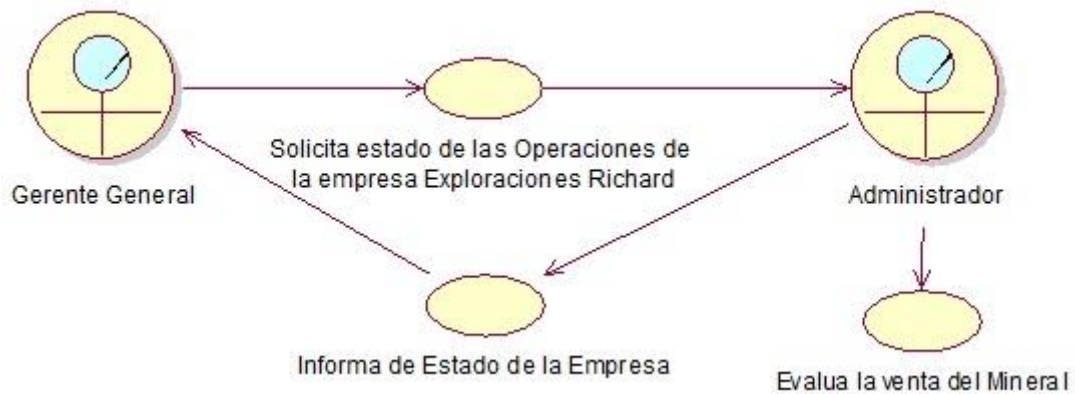 Solicita estado de las Operaciones de
la empresa Exploraciones Richard
Gerente General
Administrador
Informa de Estado de la Empresa
Evalua la venta del Mineral